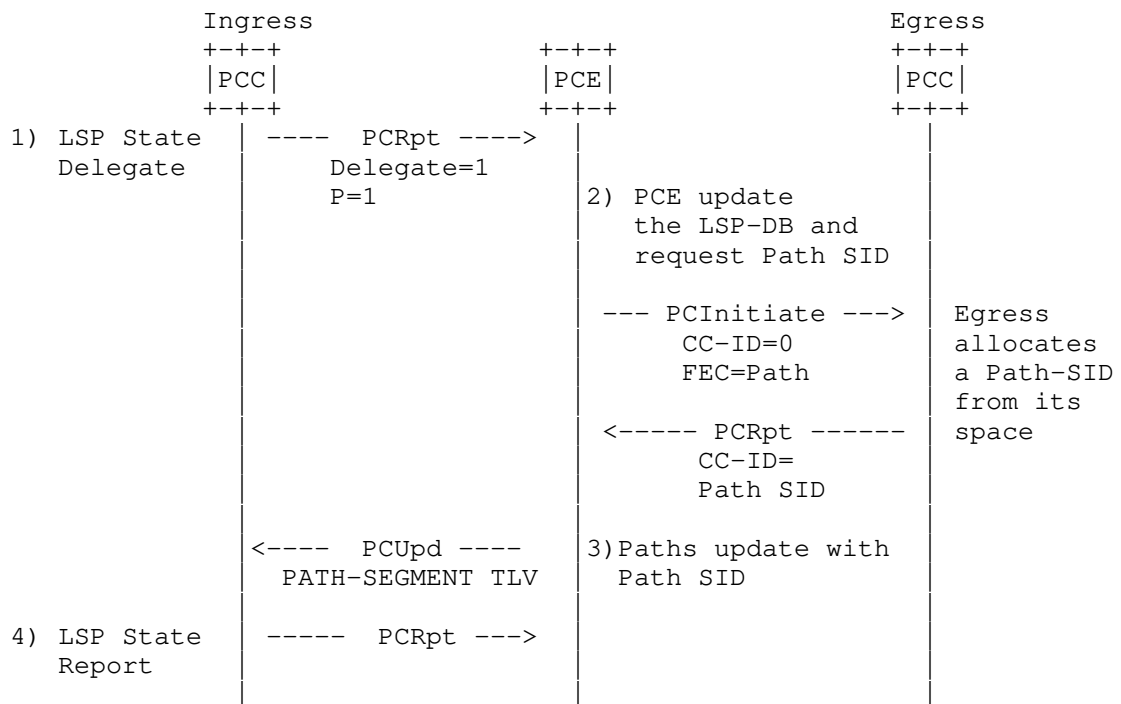 Ingress Egress
+-+-+ +-+-+ +-+-+
|PCC| |PCE| |PCC|
+-+-+ +-+-+ +-+-+
1) LSP State | ---- PCRpt ----> | |
Delegate | Delegate=1 | |
| P=1 |2) PCE update |
| | the LSP-DB and |
| | request Path SID |
| | |
| | --- PCInitiate ---> | Egress
| | CC-ID=0 | allocates
| | FEC=Path | a Path-SID
| | | from its
| | <----- PCRpt ------ | space
| | CC-ID= |
| | Path SID |
| | |
|<---- PCUpd ---- |3)Paths update with |
| PATH-SEGMENT TLV | Path SID |
| | |
4) LSP State | ----- PCRpt ---> | |
Report | | |
| | |